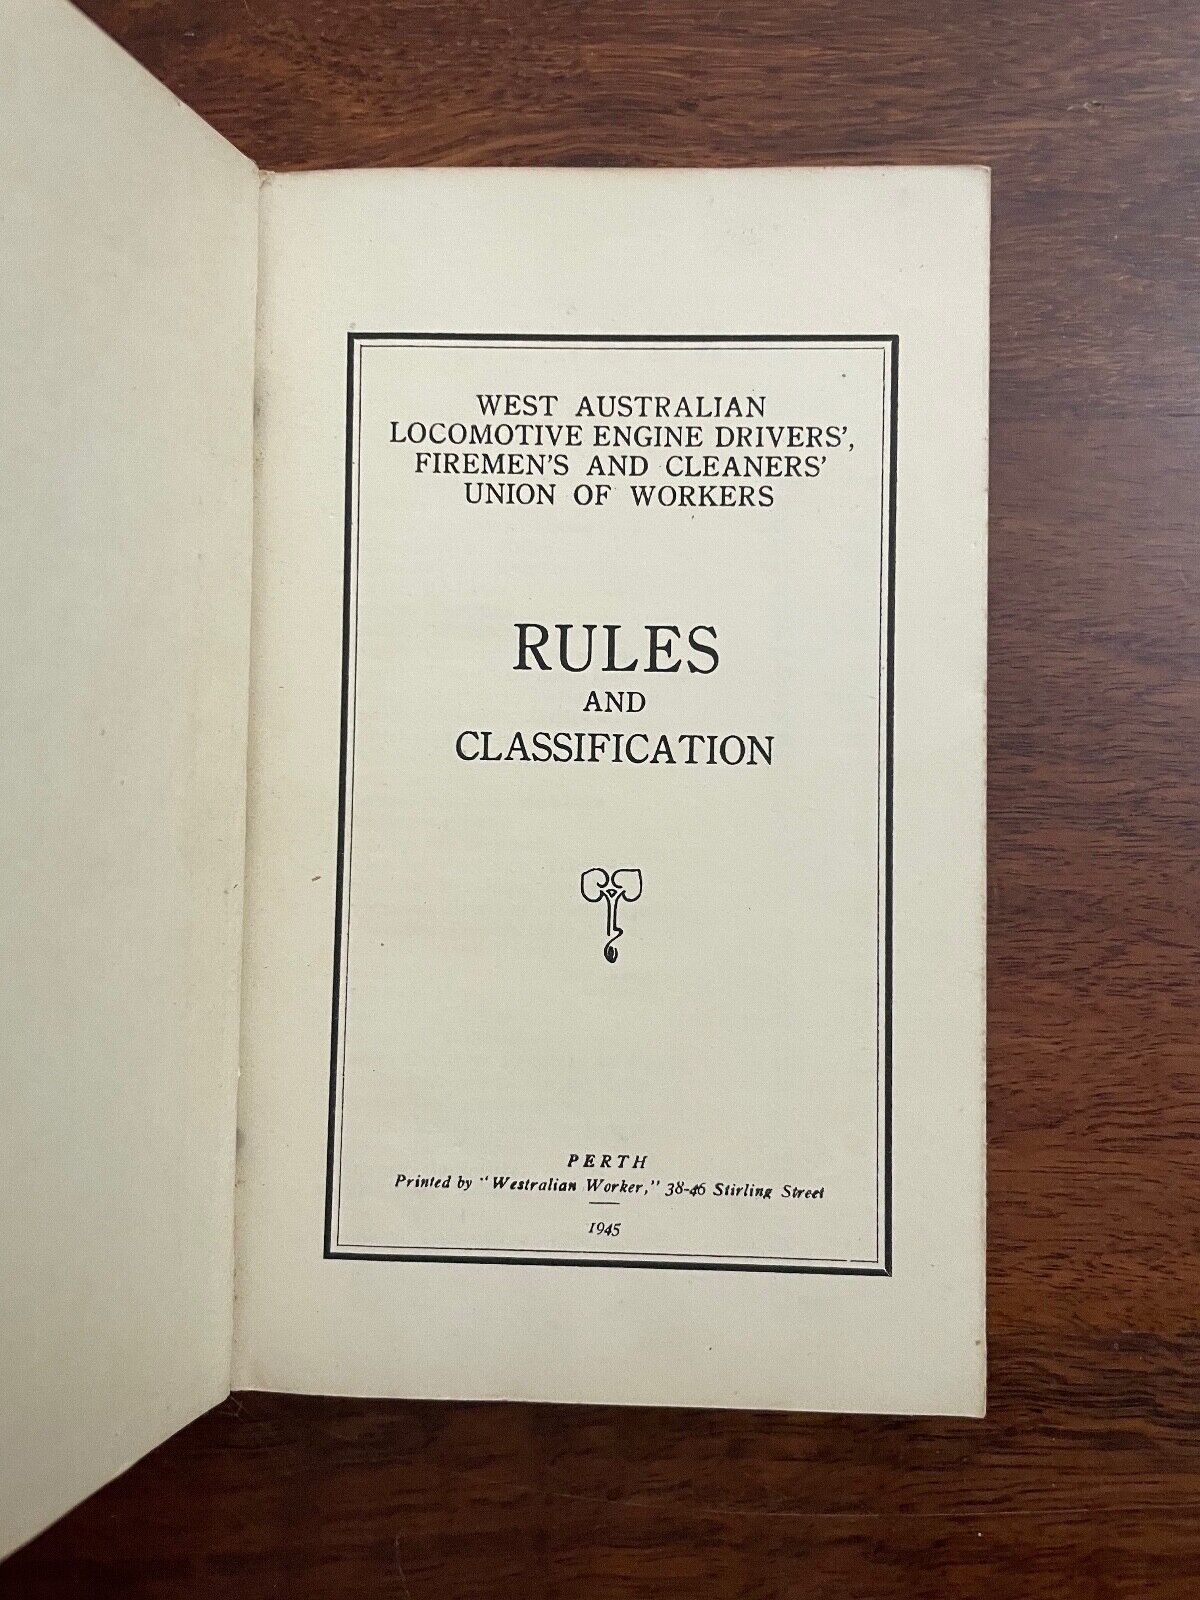 WEST AUSTRALIAN
LOCOMOTIVE ENGINE DRIVERS',
FIREMEN'S AND CLEANERS'
UNION OF WORKERS
RULES
AND
CLASSIFICATION
PERTH
Printed by "Westralian Worker," 38-46 Stirling Street
1945